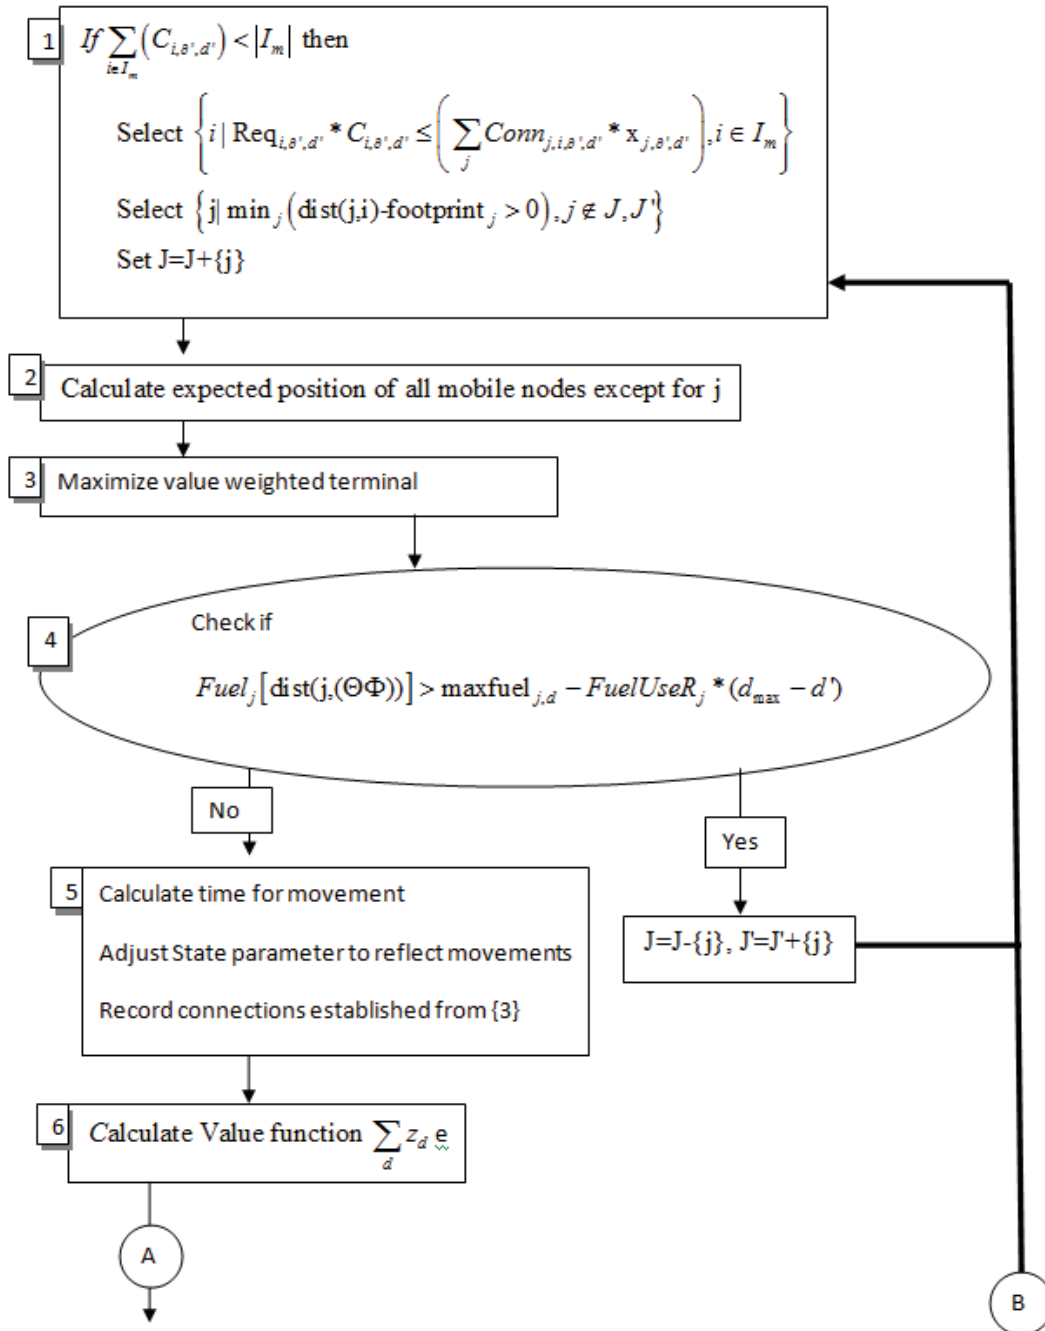 1
If ∑_{i∈I_m} (C_{i,∂',d'}) < |I_m| then
Select {i | Req_{i,∂',d'} * C_{i,∂',d'} ≤ (∑_j Conn_{j,i,∂',d'} * x_{j,∂',d'}), i ∈ I_m}
Select {j| min_j (dist(j,i)-footprint_j > 0), j ∉ J, J'}
Set J=J+{j}
2
Calculate expected position of all mobile nodes except for j
3
Maximize value weighted terminal
4
Check if
Fuel_j [dist(j,(ΘΦ))] > maxfuel_{j,d} − FuelUseR_j * (d_max − d')
No
Yes
5
Calculate time for movement
Adjust State parameter to reflect movements
Record connections established from {3}
J=J-{j}, J'=J'+{j}
6
Calculate Value function ∑_d z_d e
A
B